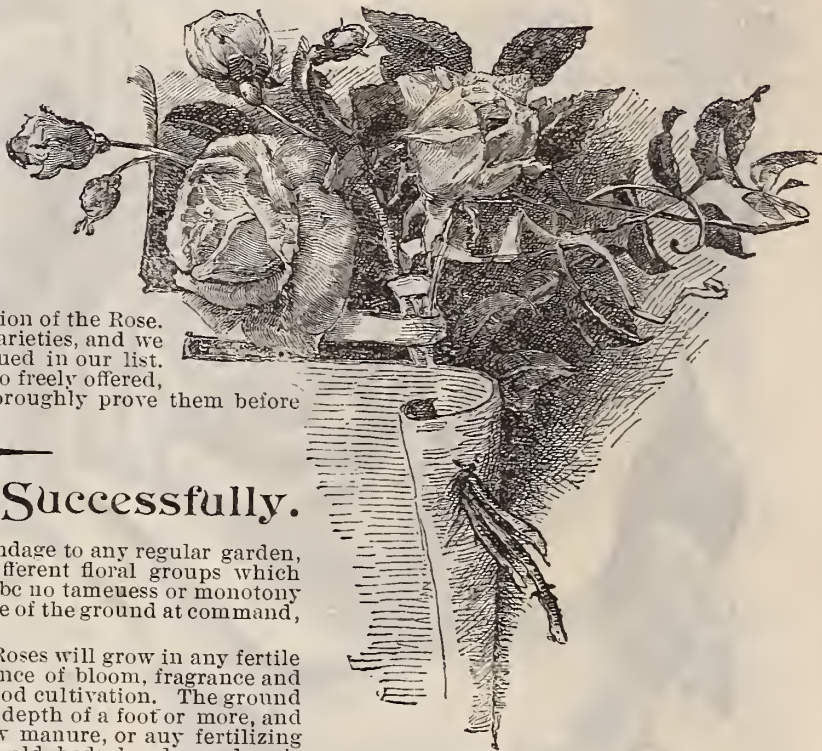 tion of the Rose.
arieties, and we
ued in our list.
o freely offered,
oroughly prove them before
Successfully.
ndage to any regular garden,
fferent floral groups which
be no tameness or monotony
e of the ground at command,
Roses will grow in any fertile
nce of bloom, fragrance and
od cultivation. The ground
depth of a foot or more, and
manure, or any fertilizing